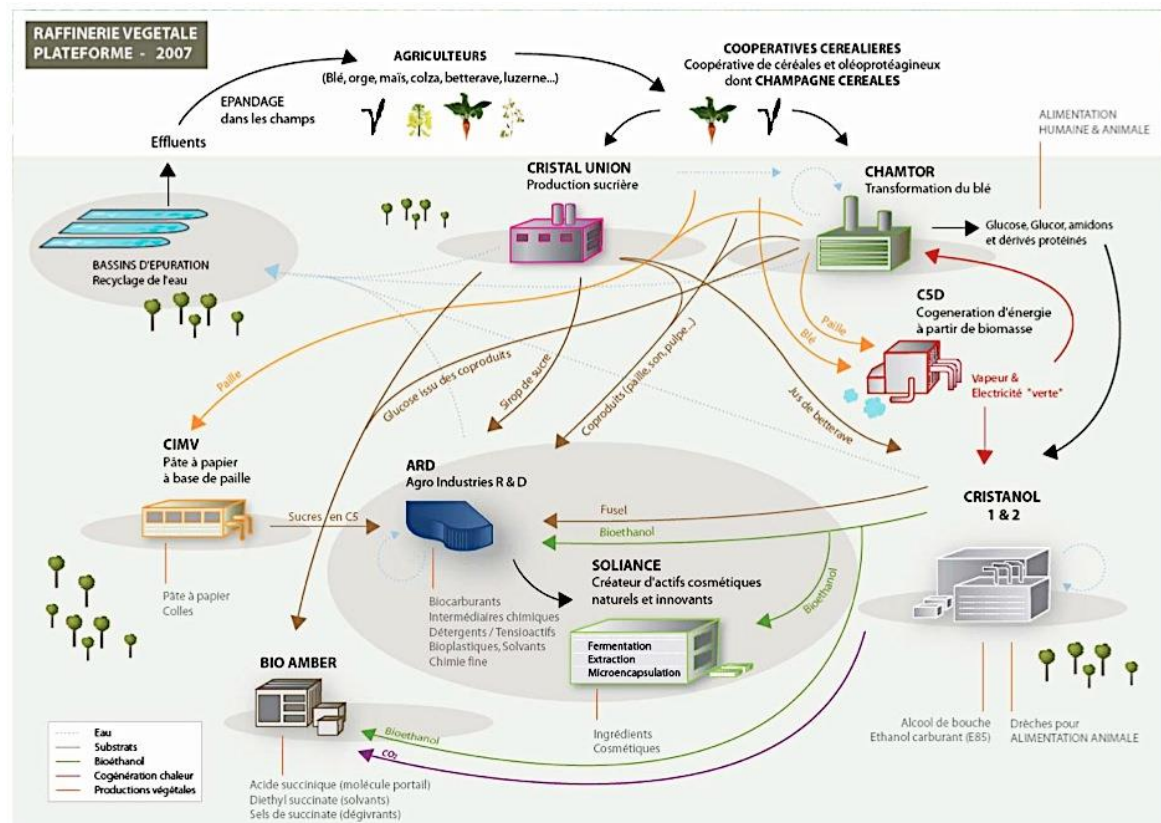 RAFFINERIE VEGETALE
PLATEFORME - 2007
AGRICULTEURS
(Blé, orge, maïs, colza, betterave, luzerne...)
COOPERATIVES CEREALIERES
Coopérative de céréales et oléoprotéagineux
dont CHAMPAGNE CEREALES
EPANDAGE
dans les champs
Effluents
ALIMENTATION
HUMAINE & ANIMALE
CRISTAL UNION
Production sucrière
CHAMTOR
Transformation du blé
Glucose, Glucor, amidons
et dérivés protéinés
BASSINS D'EPURATION
Recyclage de l'eau
C5D
Cogeneration d'énergie
à partir de biomasse
Paille
Blé
Vapeur &
Electricité "verte"
Paille
Glucose issu des coproduits
Sirop de sucre
Coproduits (paille, son, pulpe...)
Jus de betterave
CIMV
Pâte à papier
à base de paille
ARD
Agro Industries R & D
CRISTANOL
1 & 2
Sucres en C5
Fusel
Bioethanol
SOLIANCE
Créateur d'actifs cosmétiques
naturels et innovants
Bioethanol
Pâte à papier
Colles
Biocarburants
Intermédiaires chimiques
Détergents / Tensioactifs
Bioplastiques, Solvants
Chimie fine
Fermentation
Extraction
Microencapsulation
BIO AMBER
Ingrédients
Cosmétiques
Alcool de bouche
Ethanol carburant (E85)
Drèches pour
ALIMENTATION ANIMALE
Bioethanol
CO₂
Acide succinique (molécule portail)
Diethyl succinate (solvants)
Sels de succinate (dégivrants)
Eau
Substrats
Bioéthanol
Cogénération chaleur
Productions végétales